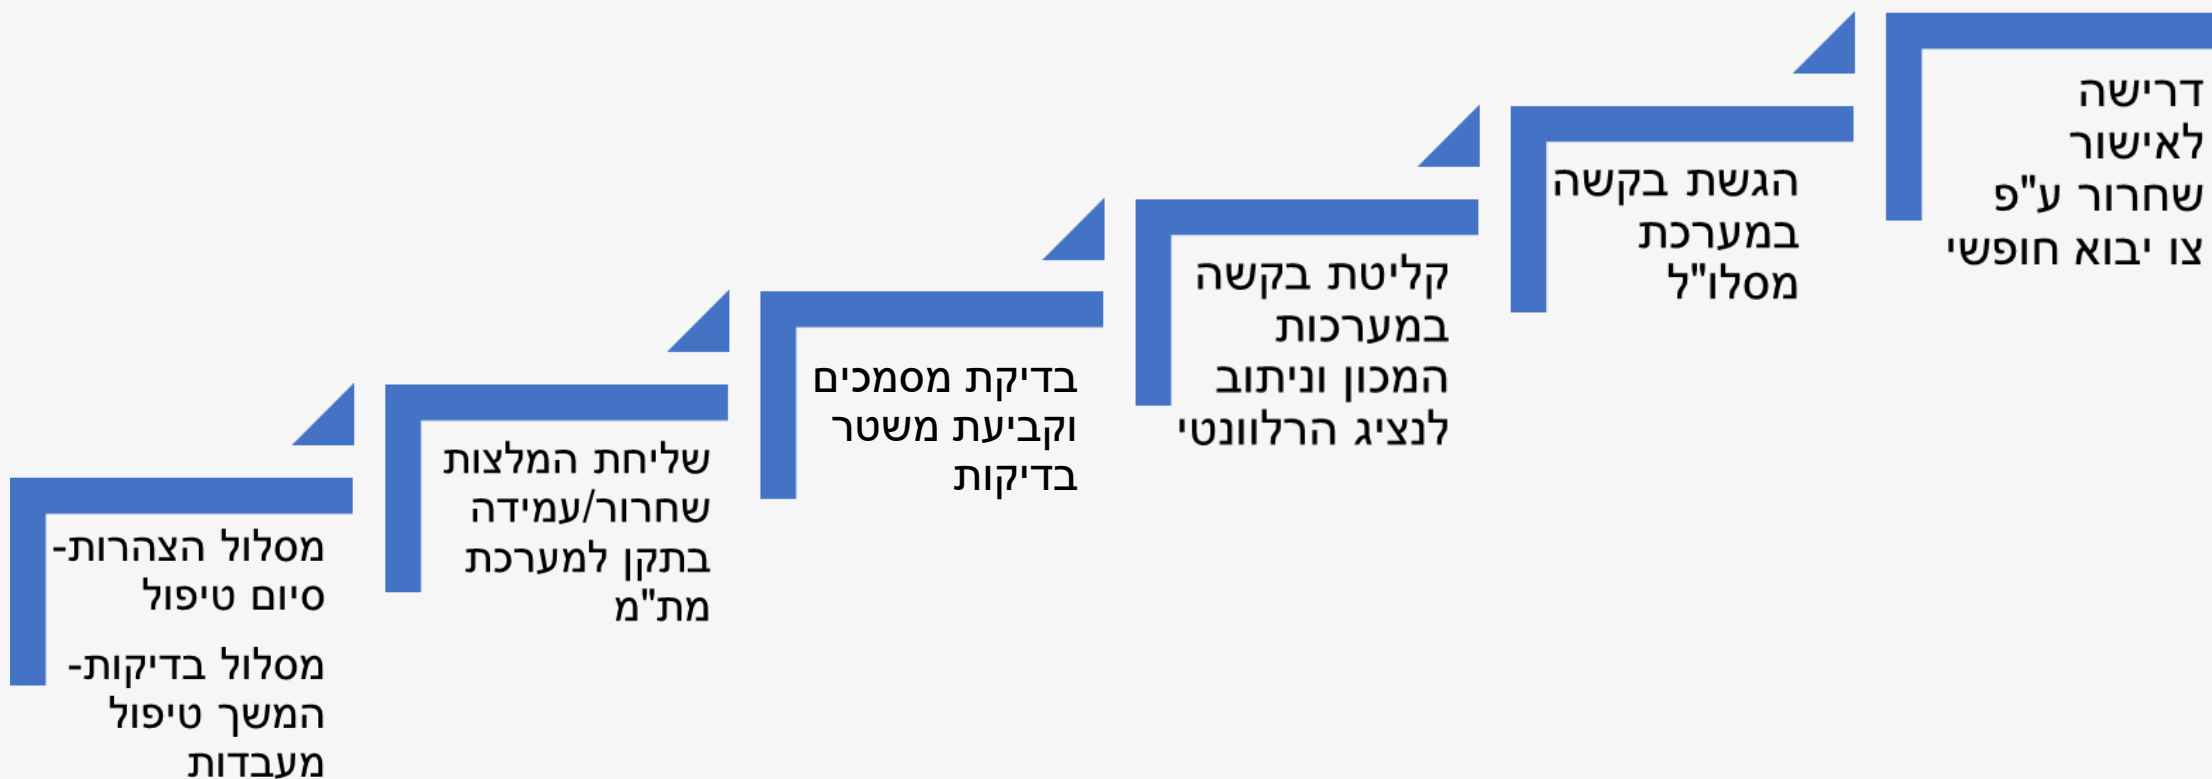 דרישה
לאישור
שחרור ע"פ
צו יבוא חופשי
הגשת בקשה
במערכת
מסלו"ל
קליטת בקשה
במערכות
המכון וניתוב
לנציג הרלוונטי
בדיקת מסמכים
וקביעת משטר
בדיקות
שליחת המלצות
שחרור/עמידה
בתקן למערכת
מת"מ
מסלול הצהרות-
סיום טיפול
מסלול בדיקות-
המשך טיפול
מעבדות